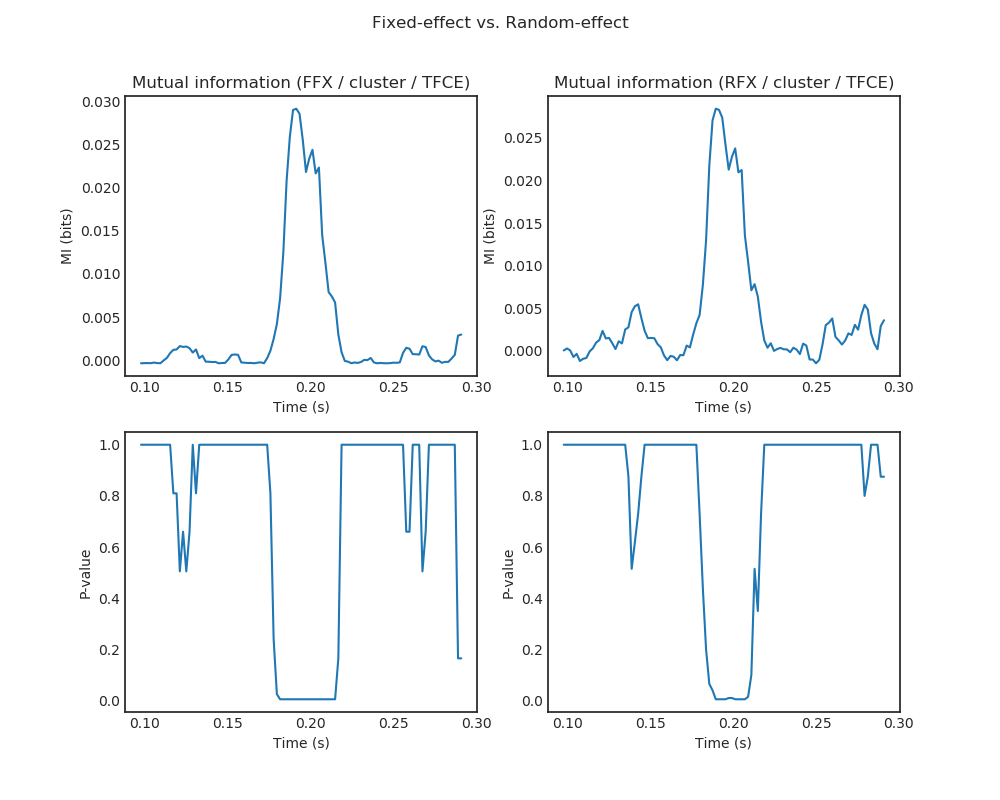 Fixed-effect vs. Random-effect
Mutual information (FFX / cluster / TFCE)
MI (bits)
0.030
0.025
0.020
0.015
0.010
0.005
0.000
0.10 0.15 0.20 0.25 0.30
Time (s)
Mutual information (RFX / cluster / TFCE)
MI (bits)
0.025
0.020
0.015
0.010
0.005
0.000
0.10 0.15 0.20 0.25 0.30
Time (s)
P-value
1.0
0.8
0.6
0.4
0.2
0.0
0.10 0.15 0.20 0.25 0.30
Time (s)
P-value
1.0
0.8
0.6
0.4
0.2
0.0
0.10 0.15 0.20 0.25 0.30
Time (s)